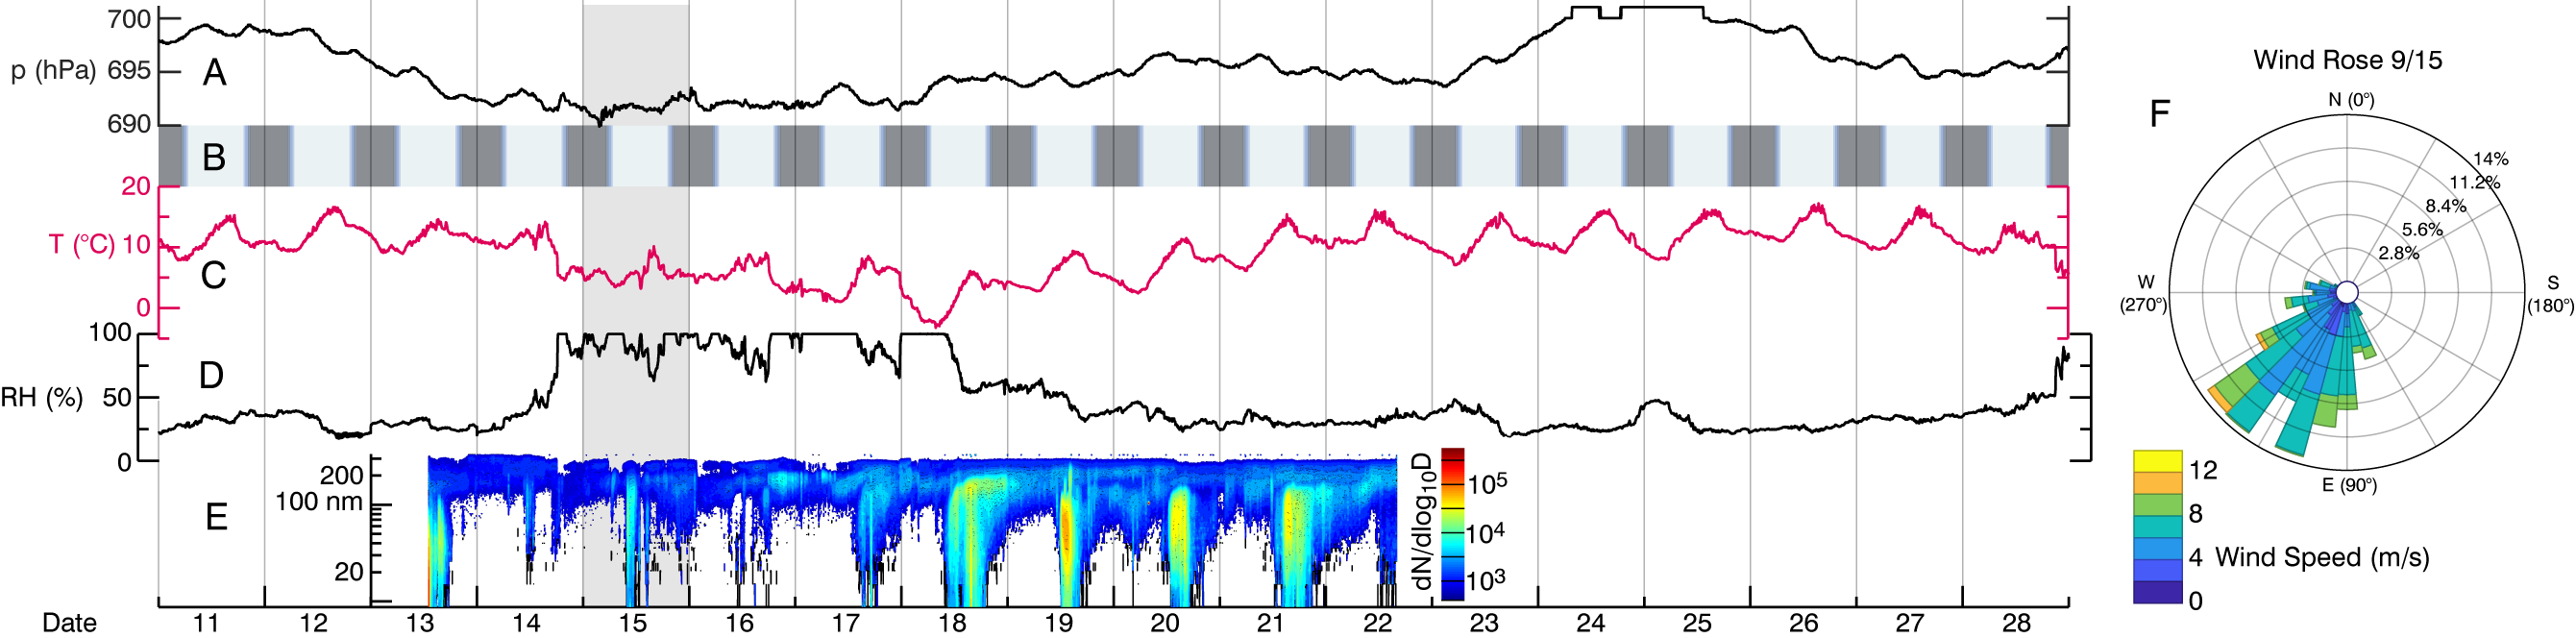 700
p (hPa) 695
690
A
B
20
T (°C) 10
0
C
100
RH (%) 50
0
D
200
100 nm
20
E
dN/dlog10D
10^5
10^4
10^3
Date 11 12 13 14 15 16 17 18 19 20 21 22 23 24 25 26 27 28
Wind Rose 9/15
F
N (0°)
14%
11.2%
8.4%
5.6%
2.8%
W
(270°)
S
(180°)
E (90°)
12
8
4
0
Wind Speed (m/s)